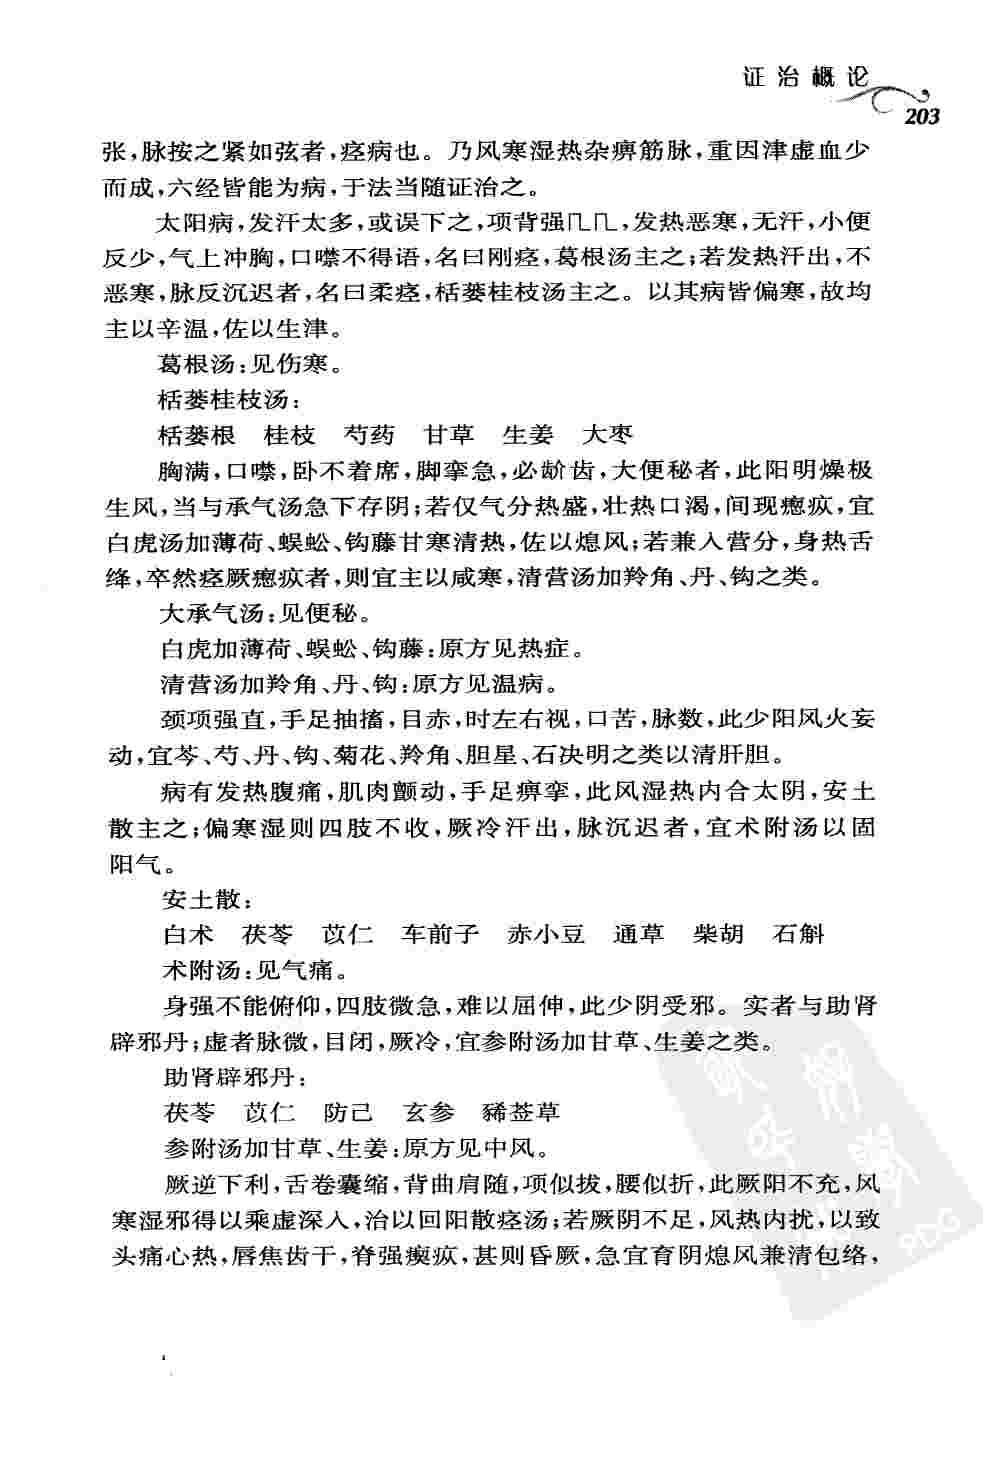 证治概论
203
张,脉按之紧如弦者,痉病也。乃风寒湿热杂痹筋脉,重因津虚血少
而成,六经皆能为病,于法当随证治之。
太阳病,发汗太多,或误下之,项背强几几,发热恶寒,无汗,小便
反少,气上冲胸,口噤不得语,名曰刚痉,葛根汤主之;若发热汗出,不
恶寒,脉反沉迟者,名曰柔痉,栝蒌桂枝汤主之。以其病皆偏寒,故均
主以辛温,佐以生津。
葛根汤:见伤寒。
栝蒌桂枝汤:
栝蒌根 桂枝 芍药 甘草 生姜 大枣
胸满,口噤,卧不着席,脚挛急,必龂齿,大便秘者,此阳明燥极
生风,当与承气汤急下存阴;若仅气分热盛,壮热口渴,间现瘛疭,宜
白虎汤加薄荷、蜈蚣、钩藤甘寒清热,佐以熄风;若兼入营分,身热舌
绛,卒然痉厥瘛疭者,则宜主以咸寒,清营汤加羚角、丹、钩之类。
大承气汤:见便秘。
白虎加薄荷、蜈蚣、钩藤:原方见热症。
清营汤加羚角、丹、钩:原方见温病。
颈项强直,手足抽搐,目赤,时左右视,口苦,脉数,此少阳风火妄
动,宜芩、芍、丹、钩、菊花、羚角、胆星、石决明之类以清肝胆。
病有发热腹痛,肌肉颤动,手足痹挛,此风湿热内合太阴,安土
散主之;偏寒湿则四肢不收,厥冷汗出,脉沉迟者,宜术附汤以固
阳气。
安土散:
白术 茯苓 苡仁 车前子 赤小豆 通草 柴胡 石斛
术附汤:见气痛。
身强不能俯仰,四肢微急,难以屈伸,此少阴受邪。实者与助肾
辟邪丹;虚者脉微,目闭,厥冷,宜参附汤加甘草、生姜之类。
助肾辟邪丹:
茯苓 苡仁 防己 玄参 豨莶草
参附汤加甘草、生姜:原方见中风。
厥逆下利,舌卷囊缩,背曲肩随,项似拔,腰似折,此厥阳不充,风
寒湿邪得以乘虚深入,治以回阳散痉汤;若厥阴不足,风热内扰,以致
头痛心热,唇焦齿干,脊强瘈疭,甚则昏厥,急宜育阴熄风兼清包络,
PDG